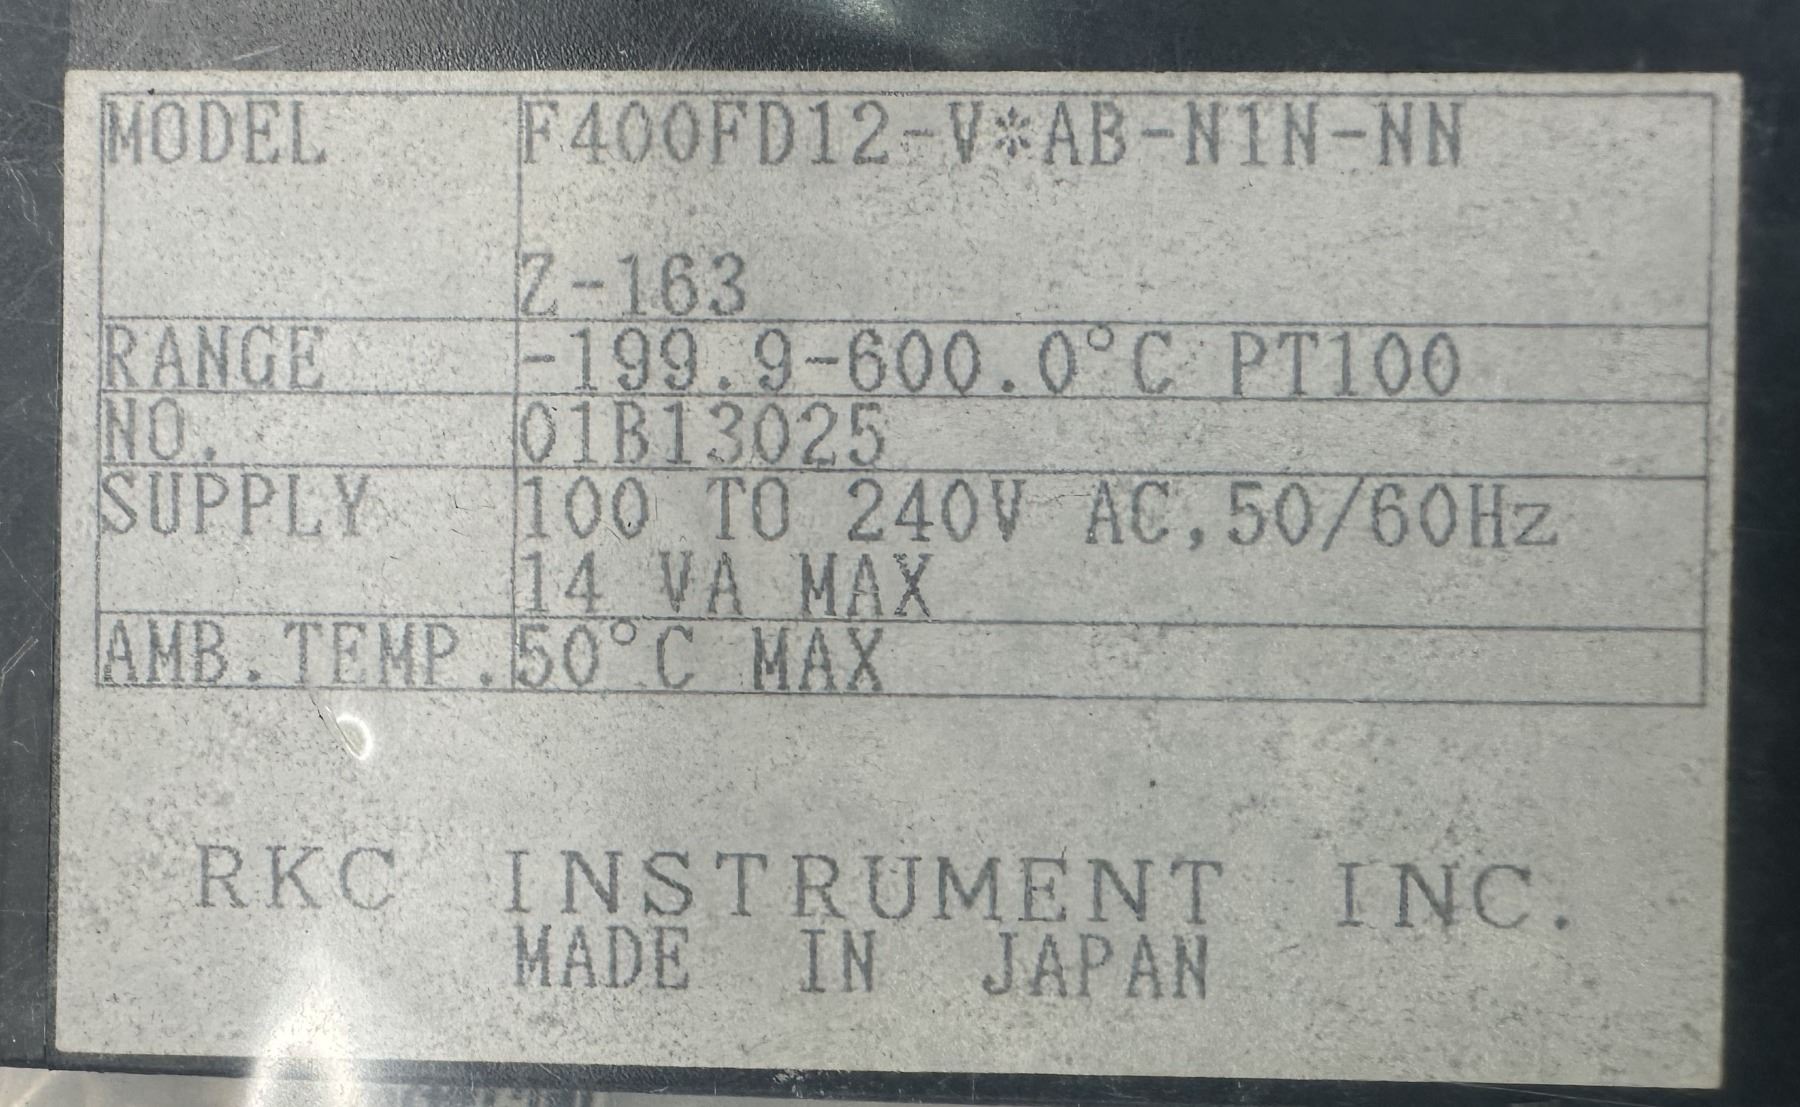 MODEL F400FD12-V*AB-N1N-NN
Z-163
RANGE -199.9-600.0°C PT100
NO. 01B13025
SUPPLY 100 TO 240V AC,50/60Hz
14 VA MAX
AMB.TEMP. 50°C MAX
RKC INSTRUMENT INC.
MADE IN JAPAN